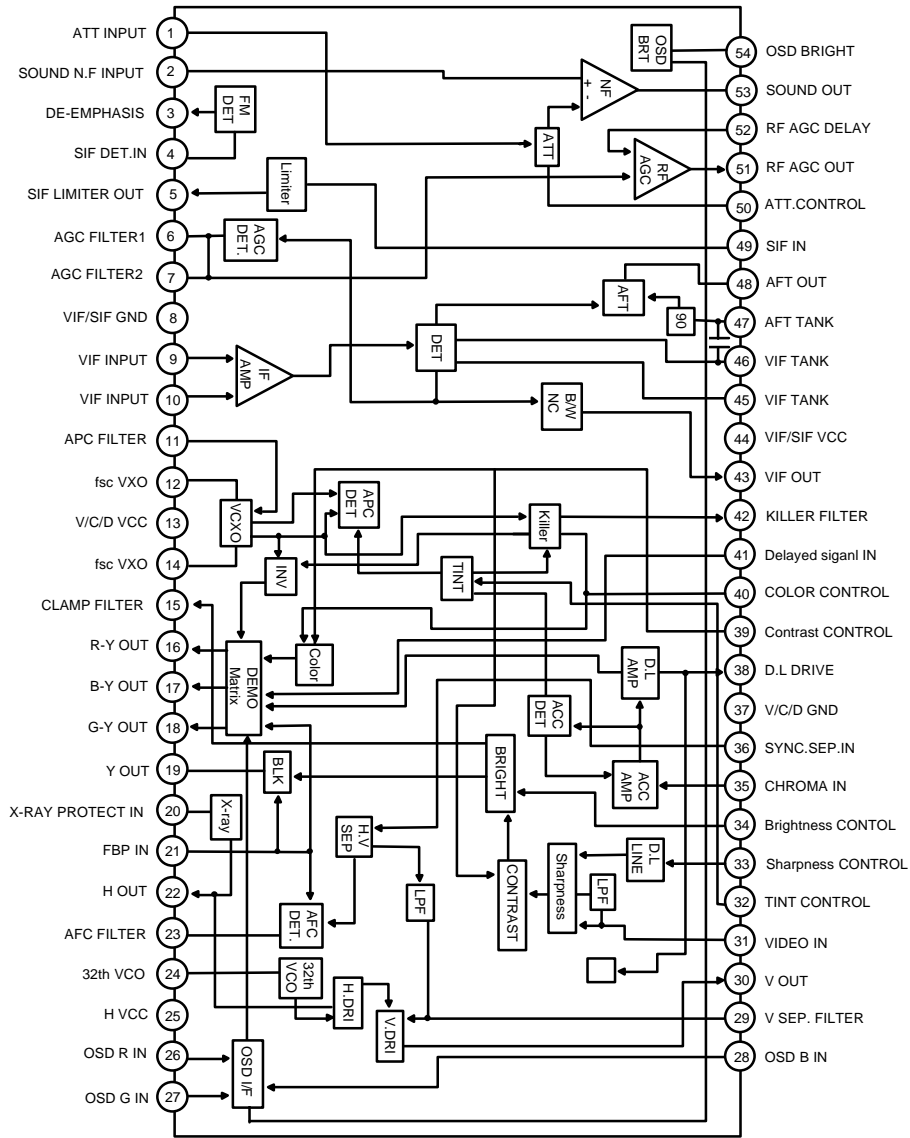 ATT INPUT 1
SOUND N.F INPUT 2
DE-EMPHASIS 3
SIF DET.IN 4
SIF LIMITER OUT 5
AGC FILTER1 6
AGC FILTER2 7
VIF/SIF GND 8
VIF INPUT 9
VIF INPUT 10
APC FILTER 11
fsc VXO 12
V/C/D VCC 13
fsc VXO 14
CLAMP FILTER 15
R-Y OUT 16
B-Y OUT 17
G-Y OUT 18
Y OUT 19
X-RAY PROTECT IN 20
FBP IN 21
H OUT 22
AFC FILTER 23
32th VCO 24
H VCC 25
OSD R IN 26
OSD G IN 27
54 OSD BRIGHT
53 SOUND OUT
52 RF AGC DELAY
51 RF AGC OUT
50 ATT.CONTROL
49 SIF IN
48 AFT OUT
47 AFT TANK
46 VIF TANK
45 VIF TANK
44 VIF/SIF VCC
43 VIF OUT
42 KILLER FILTER
41 Delayed siganl IN
40 COLOR CONTROL
39 Contrast CONTROL
38 D.L DRIVE
37 V/C/D GND
36 SYNC.SEP.IN
35 CHROMA IN
34 Brightness CONTOL
33 Sharpness CONTROL
32 TINT CONTROL
31 VIDEO IN
30 V OUT
29 V SEP. FILTER
28 OSD B IN
OSD
BRT
+ -
NF
FM
DET
ATT
RF
AGC
Limiter
AGC
DET.
AFT
90
DET
IF
AMP
B/W
NC
VCXO
APC
DET
Killer
INV
TINT
Color
DEMO
Matrix
D.L
AMP
ACC
DET
ACC
AMP
BRIGHT
BLK
X-ray
H.V
SEP
LPF
AFC
DET.
CONTRAST
Sharpness
LPF
D.L
LINE
32th
VCO
H.DRI
V.DRI
OSD I/F